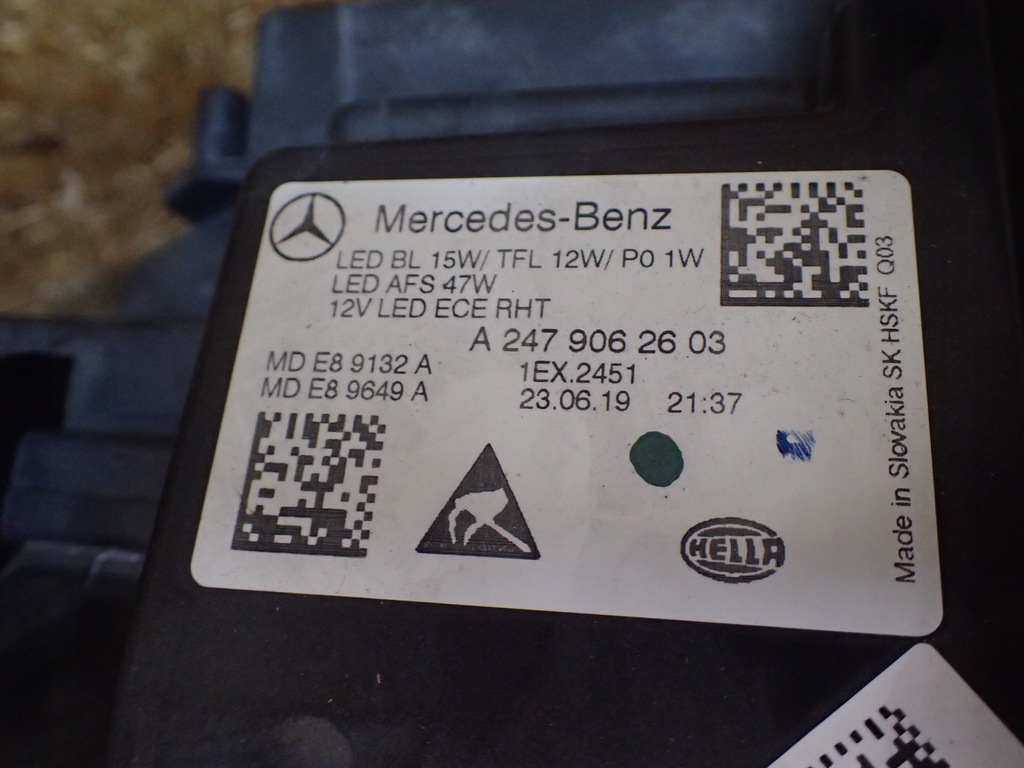 Mercedes-Benz
LED BL 15W/ TFL 12W/ P0 1W
LED AFS 47W
12V LED ECE RHT
A 247 906 26 03
MD E8 9132 A
MD E8 9649 A
1EX.2451
23.06.19 21:37
HELLA
Made in Slovakia SK HSKF Q03